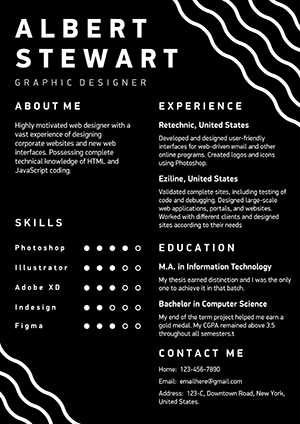 ALBERT
STEWART
GRAPHIC DESIGNER
ABOUT ME
Highly motivated web designer with a
vast experience of designing
corporate websites and new web
interfaces. Possessing complete
technical knowledge of HTML and
JavaScript coding.
SKILLS
Photoshop
Illustrator
Adobe XD
Indesign
Figma
EXPERIENCE
Retechnic, United States
Developed and designed user-friendly
interfaces for web-driven email and other
online programs. Created logos and icons
using Photoshop.
Eziline, United States
Validated complete sites, including testing of
code and debugging. Designed large-scale
web applications, portals, and websites.
Worked with different clients and designed
sites according to their needs
EDUCATION
M.A. in Information Technology
My thesis earned distinction and I was the only
one to achieve it in that batch.
Bachelor in Computer Science
My end of the term project helped me earn a
gold medal. My CGPA remained above 3.5
throughout all semesters.t
CONTACT ME
Home: 123-456-7890
Email: emailhere@gmail.com
Address: 123-C, Downtown Road, New York,
United States.